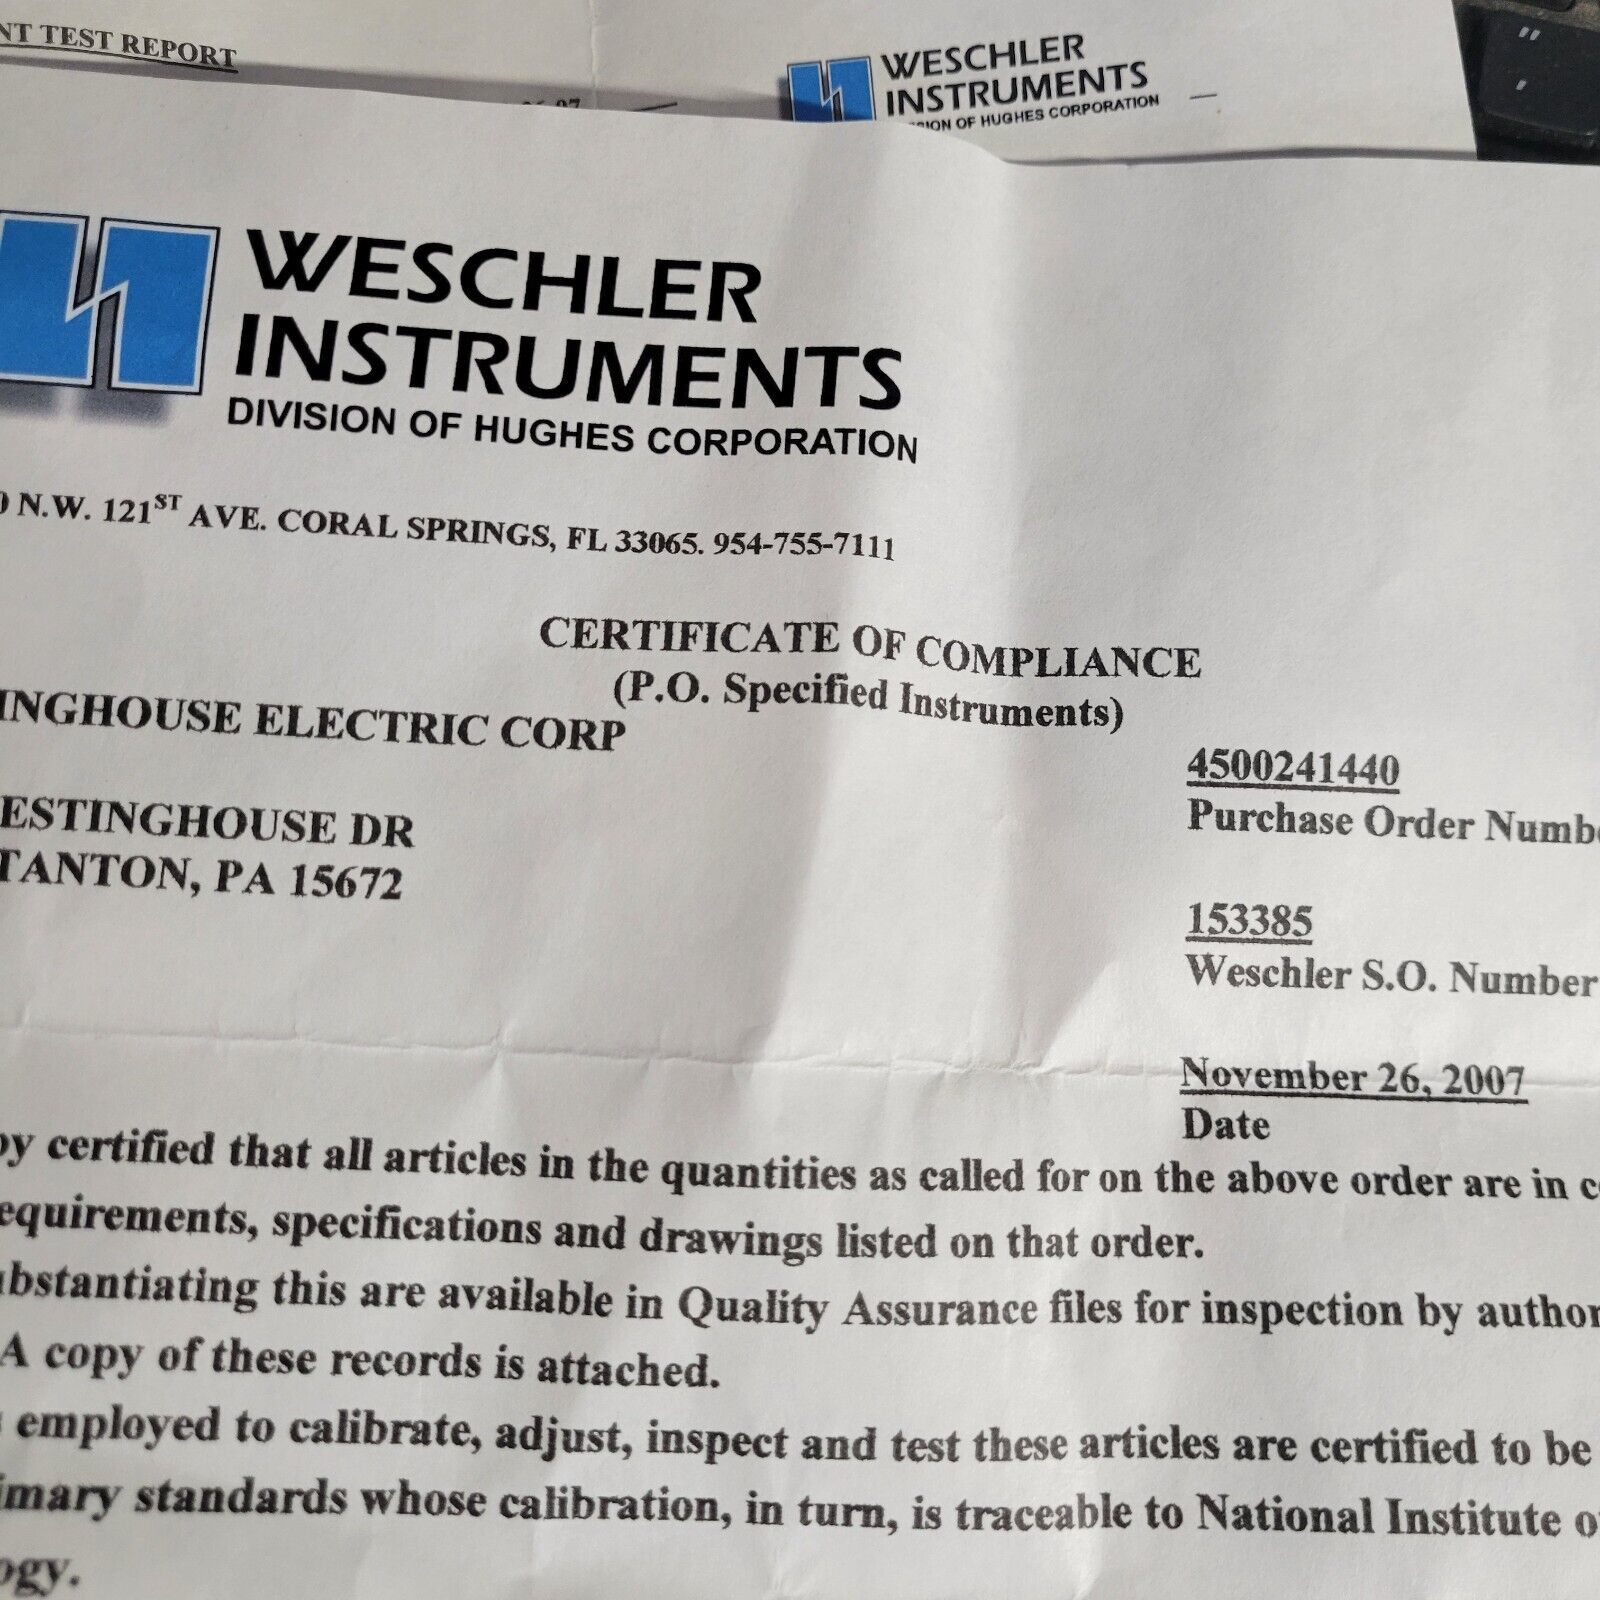 NT TEST REPORT
WESCHLER
INSTRUMENTS
ION OF HUGHES CORPORATION
WESCHLER
INSTRUMENTS
DIVISION OF HUGHES CORPORATION
N.W. 121ST AVE. CORAL SPRINGS, FL 33065. 954-755-7111
CERTIFICATE OF COMPLIANCE
(P.O. Specified Instruments)
INGHOUSE ELECTRIC CORP
4500241440
Purchase Order Numb
ESTINGHOUSE DR
TANTON, PA 15672
153385
Weschler S.O. Number
November 26, 2007
Date
by certified that all articles in the quantities as called for on the above order are in c
equirements, specifications and drawings listed on that order.
ubstantiating this are available in Quality Assurance files for inspection by author
A copy of these records is attached.
employed to calibrate, adjust, inspect and test these articles are certified to be
imary standards whose calibration, in turn, is traceable to National Institute o
ogy.